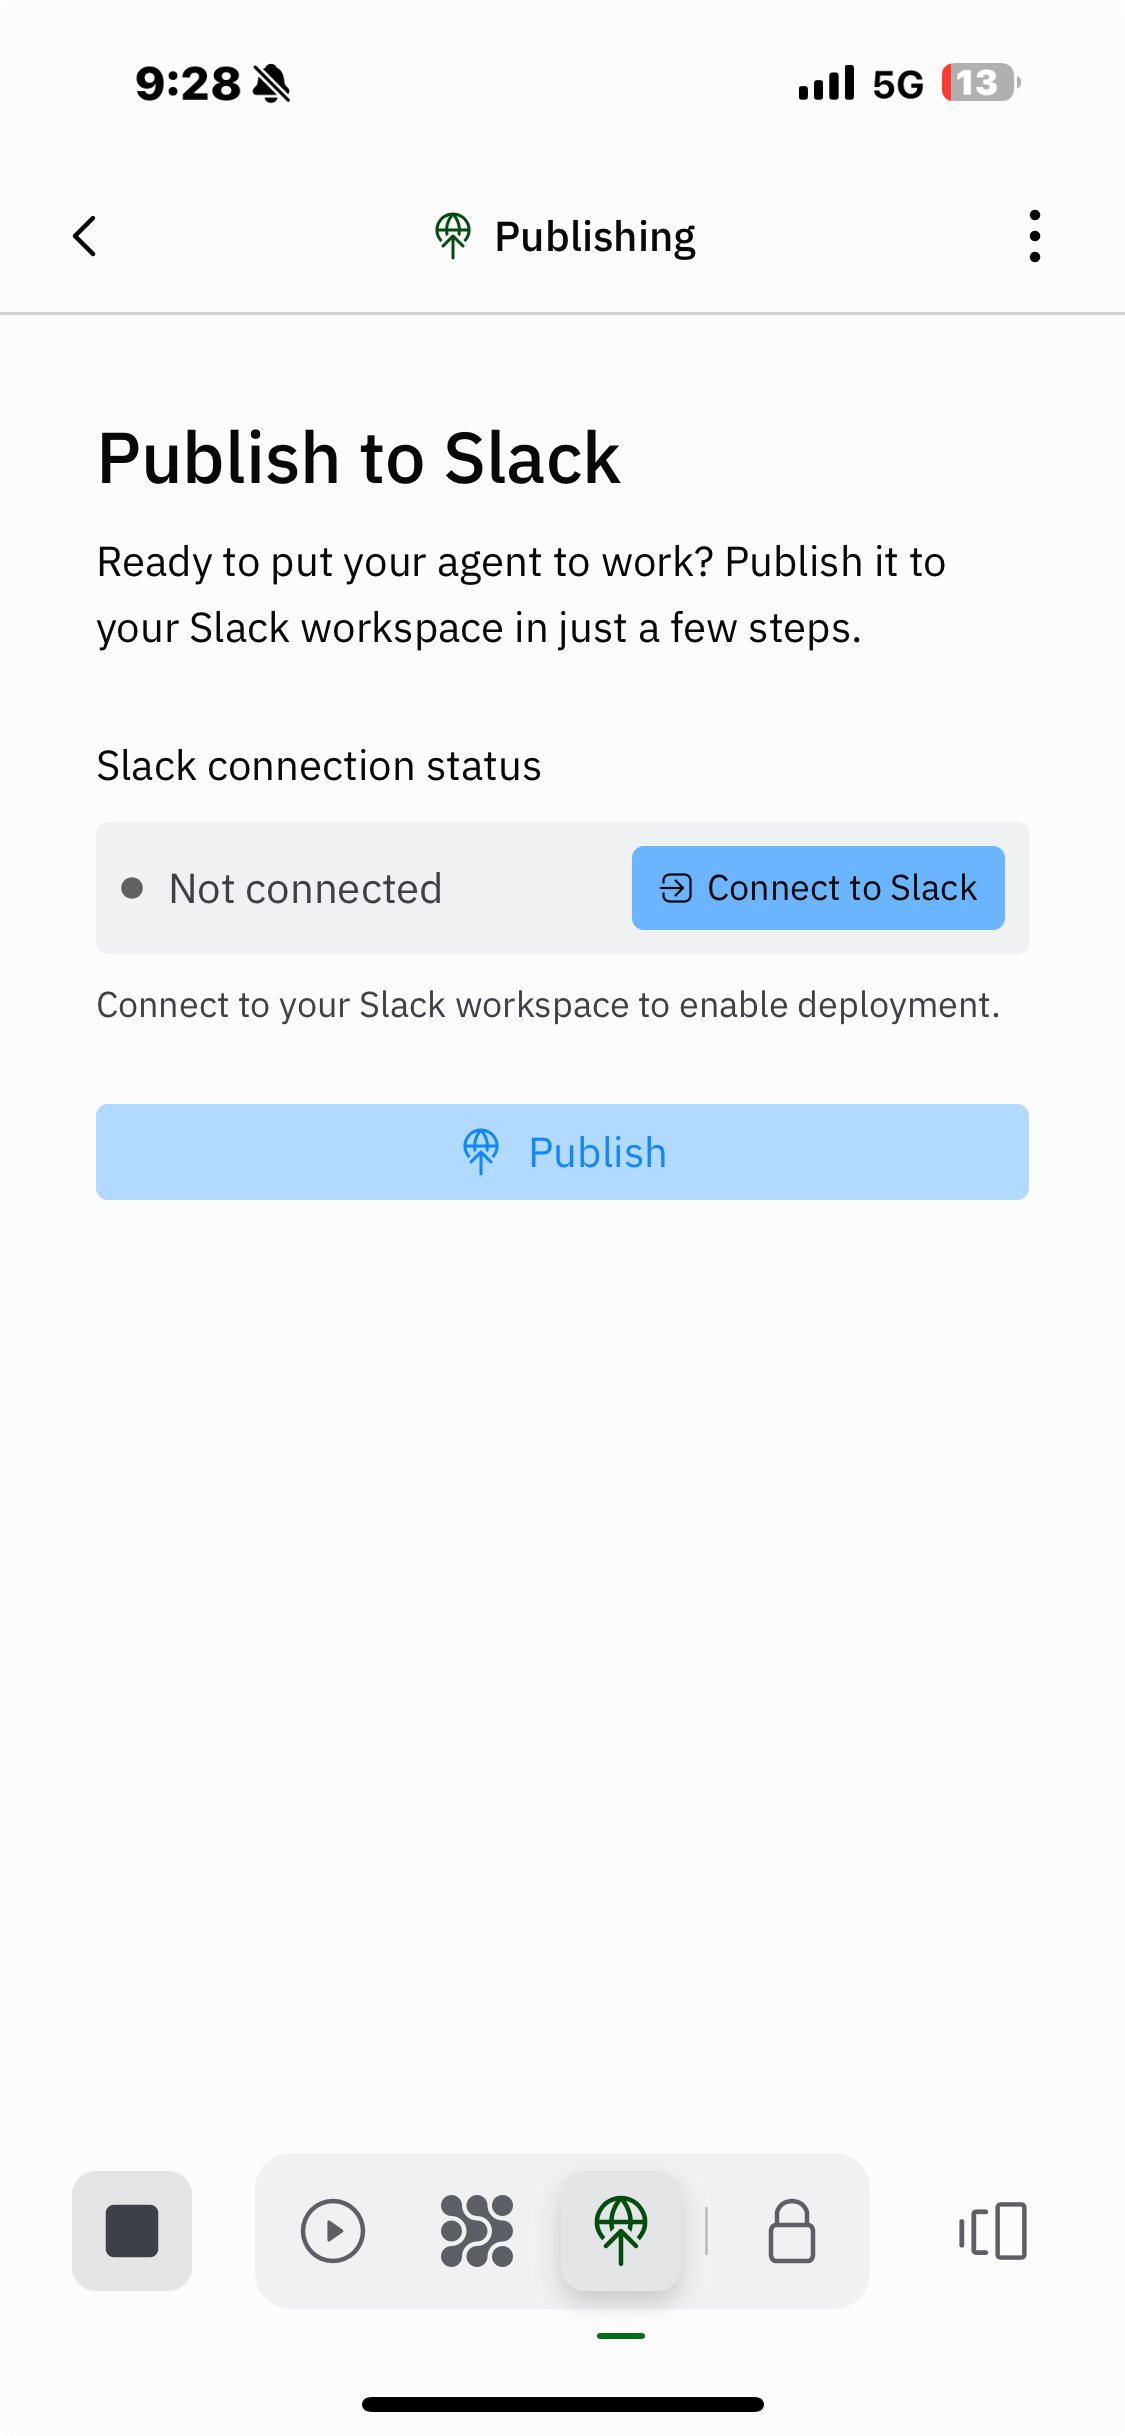 9:28
5G
13
Publishing
Publish to Slack
Ready to put your agent to work? Publish it to
your Slack workspace in just a few steps.
Slack connection status
Not connected
Connect to Slack
Connect to your Slack workspace to enable deployment.
Publish